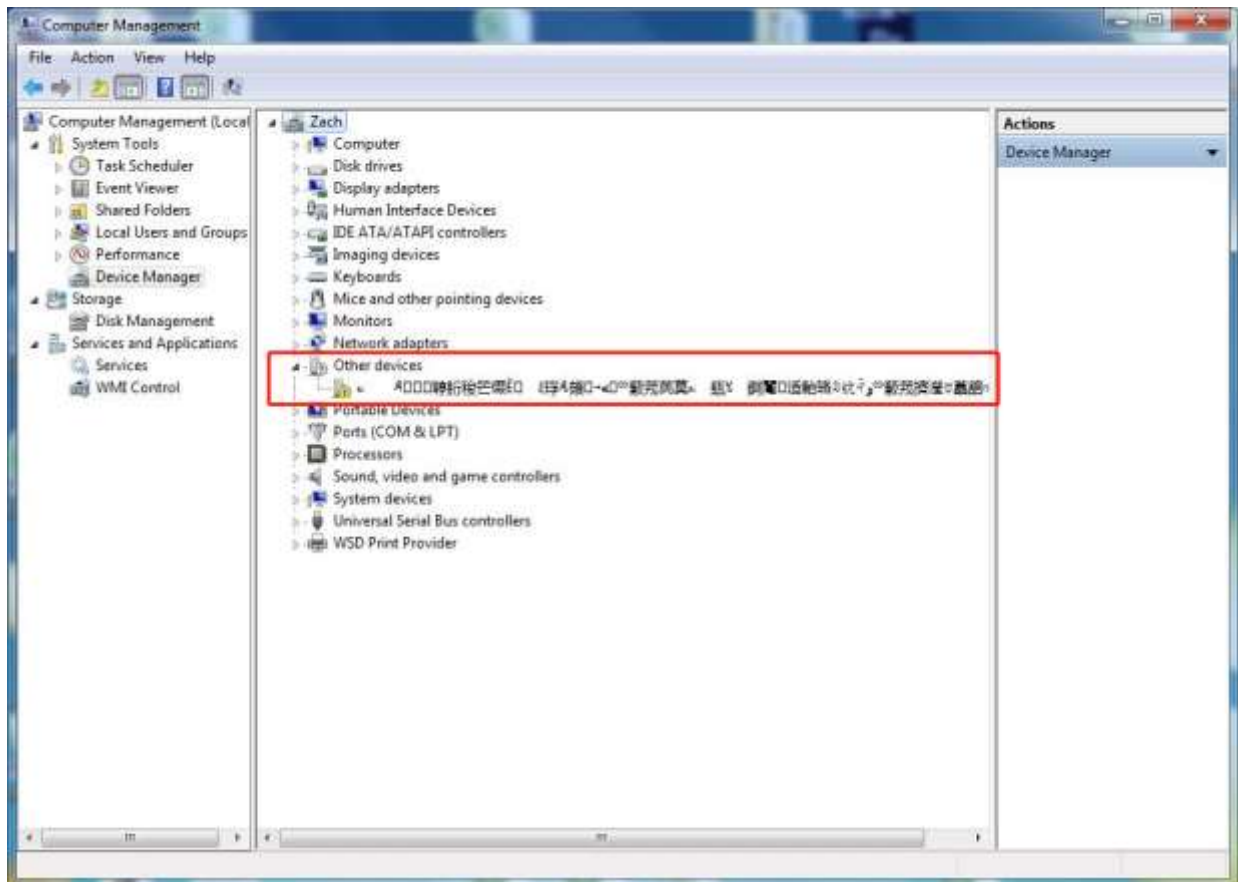 Computer Management
File Action View Help
Computer Management (Local
System Tools
Task Scheduler
Event Viewer
Shared Folders
Local Users and Groups
Performance
Device Manager
Storage
Disk Management
Services and Applications
Services
WMI Control
Zach
Computer
Disk drives
Display adapters
Human Interface Devices
IDE ATA/ATAPI controllers
Imaging devices
Keyboards
Mice and other pointing devices
Monitors
Network adapters
Other devices
Portable Devices
Ports (COM & LPT)
Processors
Sound, video and game controllers
System devices
Universal Serial Bus controllers
WSD Print Provider
Actions
Device Manager